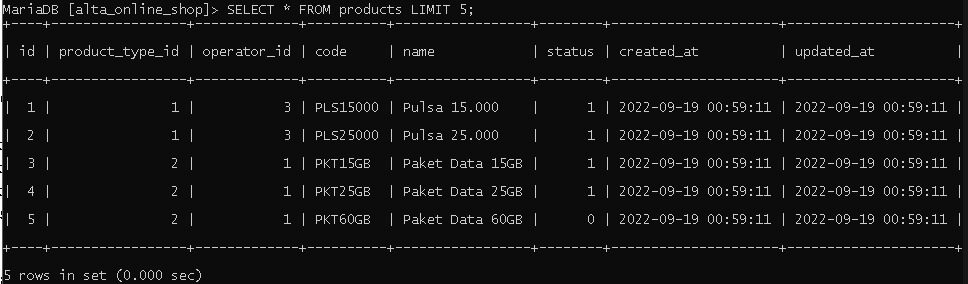 MariaDB [alta_online_shop]> SELECT * FROM products LIMIT 5;
+----+-----------------+-------------+----------+----------------+--------+---------------------+---------------------+
| id | product_type_id | operator_id | code     | name           | status | created_at          | updated_at          |
+----+-----------------+-------------+----------+----------------+--------+---------------------+---------------------+
|  1 |               1 |           3 | PLS15000 | Pulsa 15.000   |      1 | 2022-09-19 00:59:11 | 2022-09-19 00:59:11 |
|  2 |               1 |           3 | PLS25000 | Pulsa 25.000   |      1 | 2022-09-19 00:59:11 | 2022-09-19 00:59:11 |
|  3 |               2 |           1 | PKT15GB  | Paket Data 15GB |      1 | 2022-09-19 00:59:11 | 2022-09-19 00:59:11 |
|  4 |               2 |           1 | PKT25GB  | Paket Data 25GB |      1 | 2022-09-19 00:59:11 | 2022-09-19 00:59:11 |
|  5 |               2 |           1 | PKT60GB  | Paket Data 60GB |      0 | 2022-09-19 00:59:11 | 2022-09-19 00:59:11 |
+----+-----------------+-------------+----------+----------------+--------+---------------------+---------------------+
5 rows in set (0.000 sec)